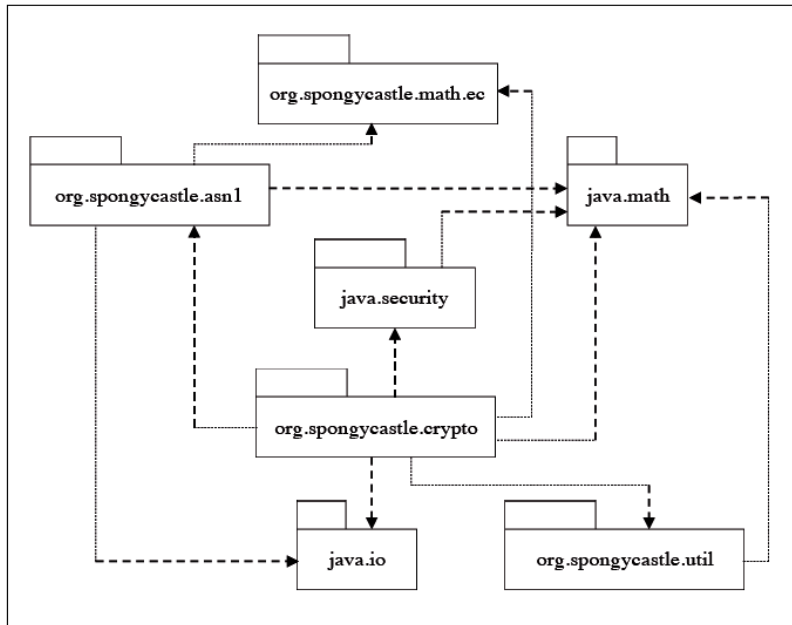 org.spongycastle.math.ec
org.spongycastle.asn1
java.math
java.security
org.spongycastle.crypto
java.io
org.spongycastle.util